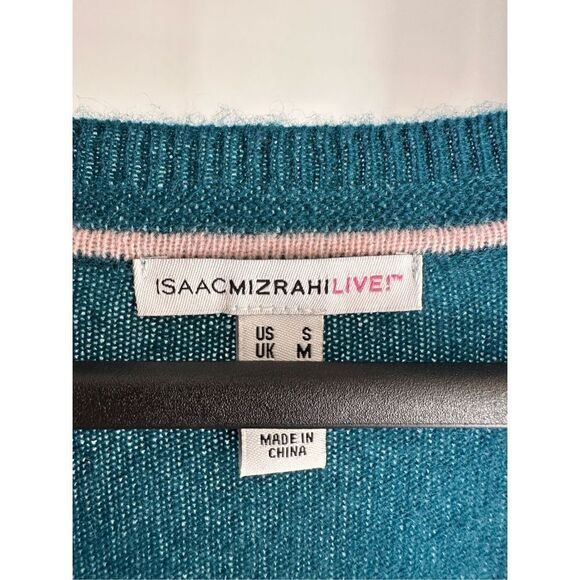 ISAACMIZRAHILIVE!™
US S
UK M
MADE IN
CHINA